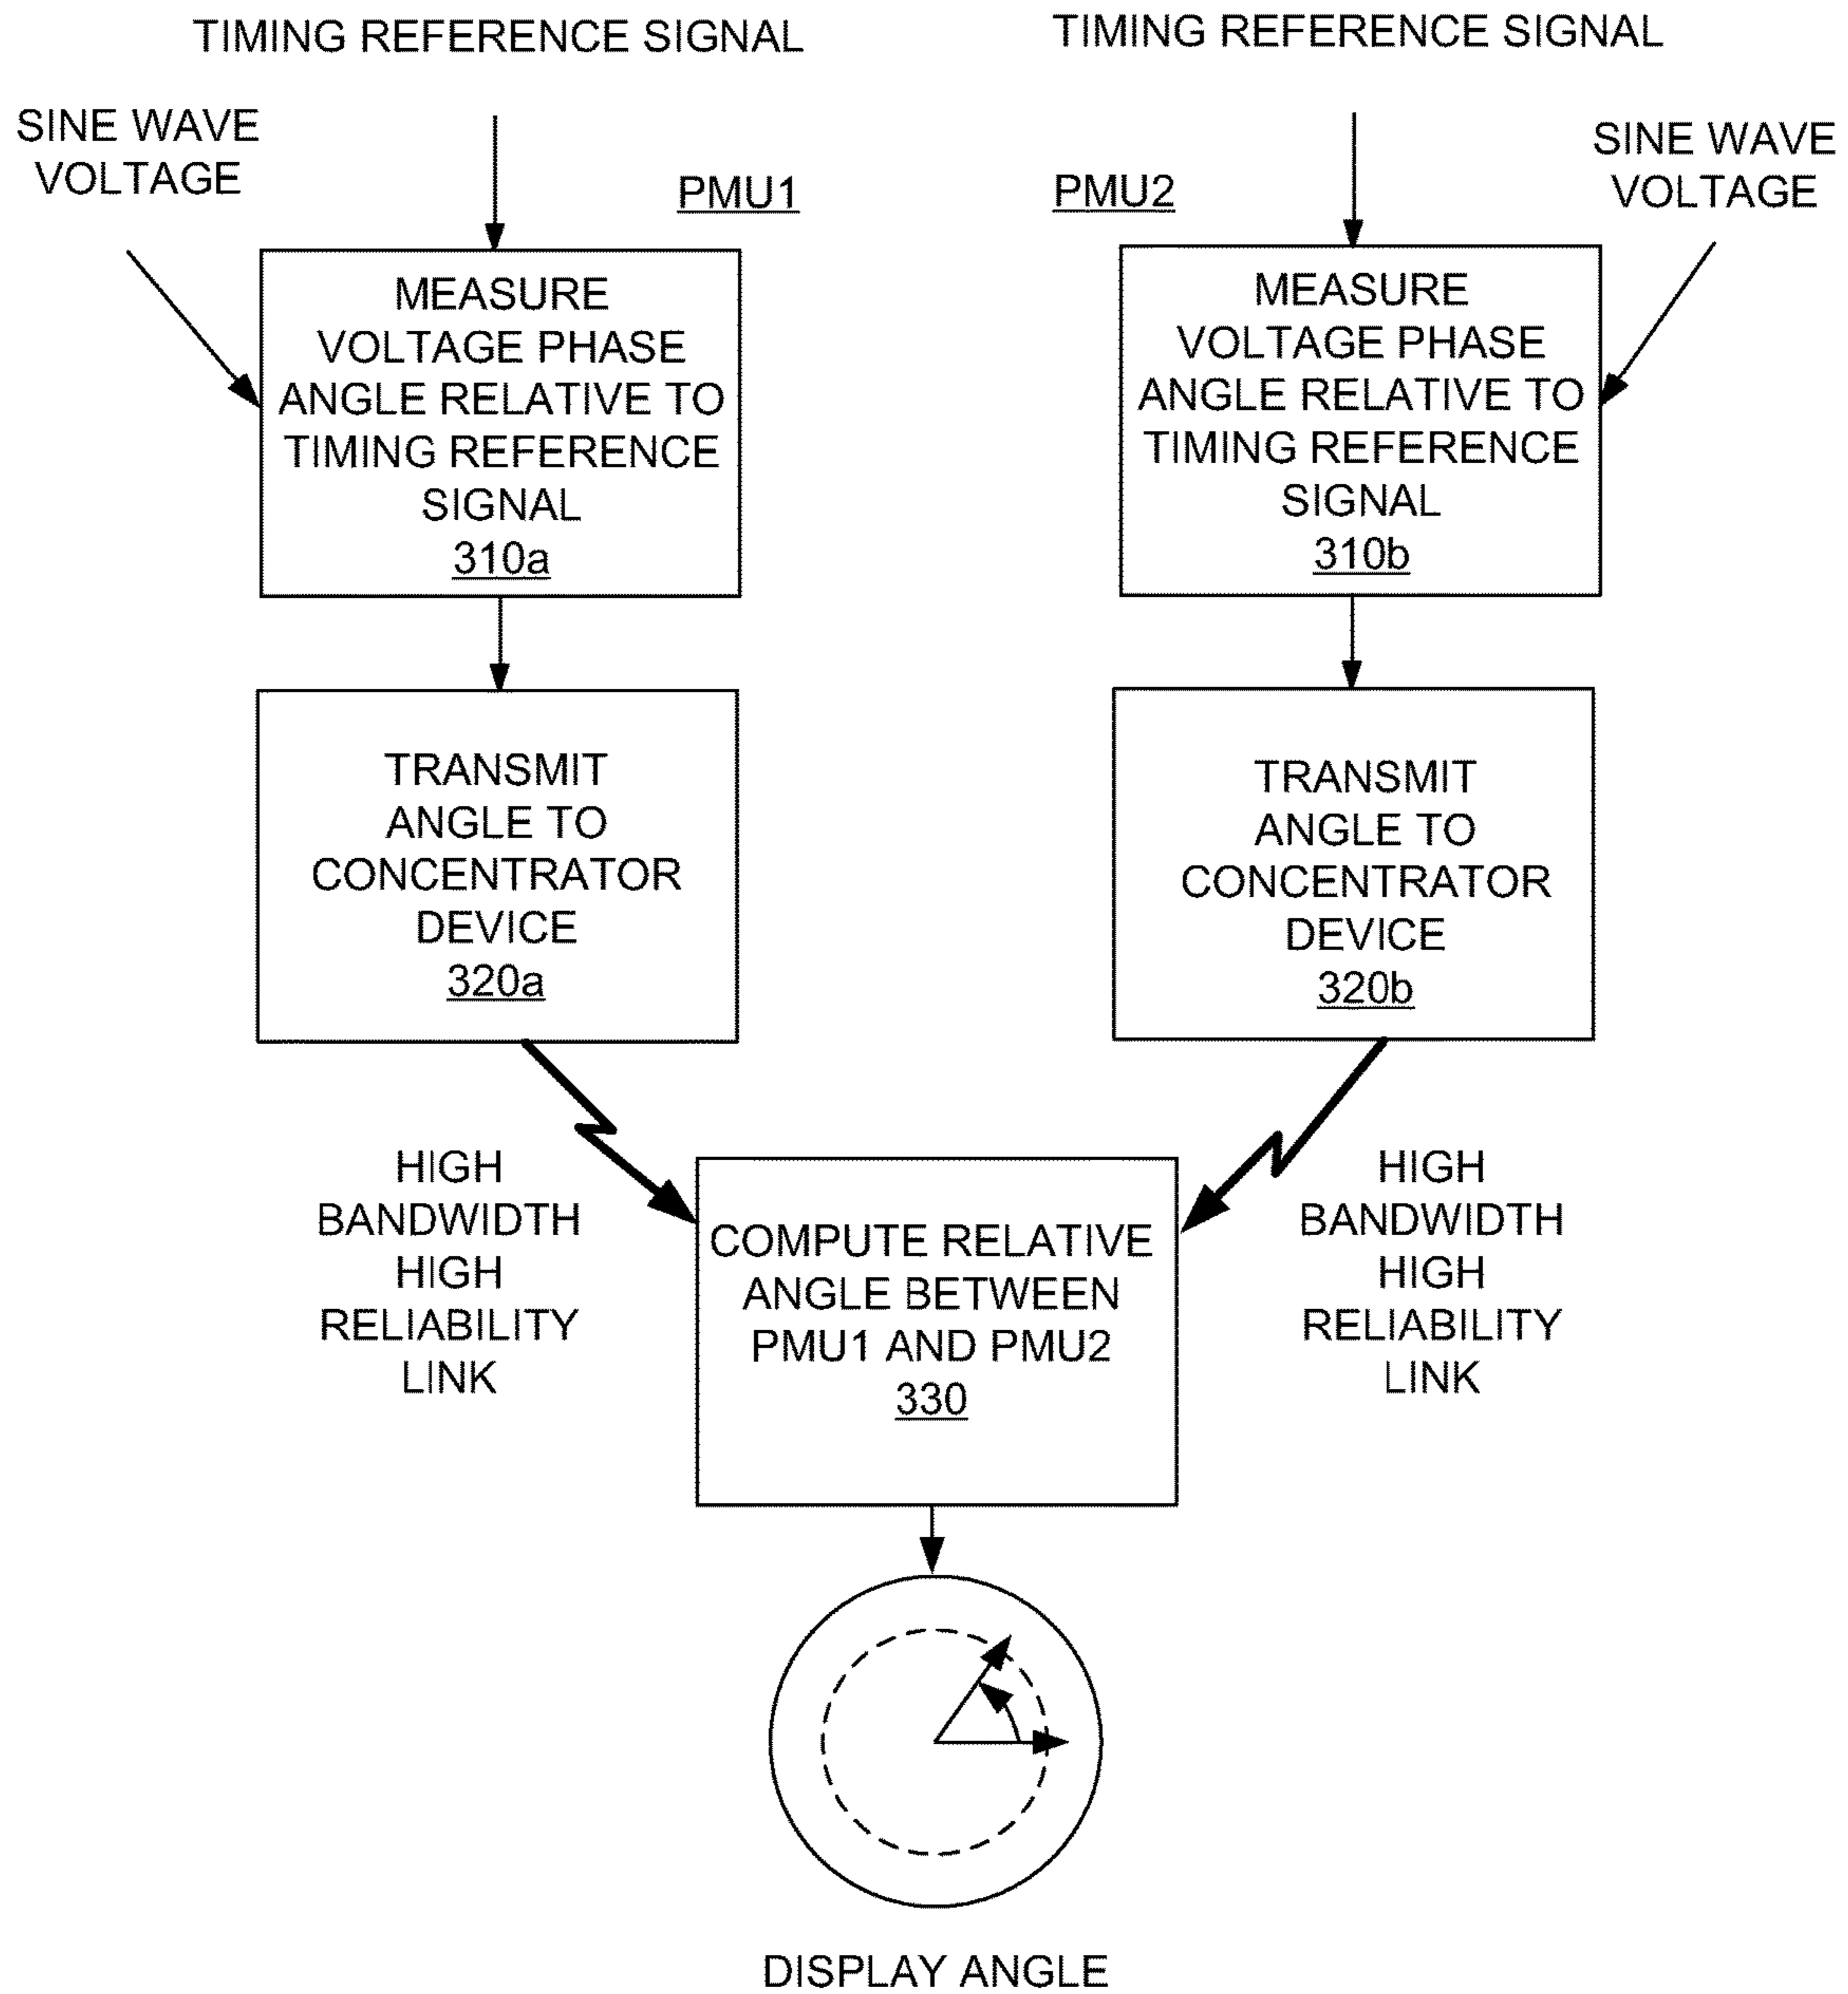 TIMING REFERENCE SIGNAL
TIMING REFERENCE SIGNAL
SINE WAVE
VOLTAGE
SINE WAVE
VOLTAGE
PMU1
PMU2
MEASURE
VOLTAGE PHASE
ANGLE RELATIVE TO
TIMING REFERENCE
SIGNAL
310a
MEASURE
VOLTAGE PHASE
ANGLE RELATIVE TO
TIMING REFERENCE
SIGNAL
310b
TRANSMIT
ANGLE TO
CONCENTRATOR
DEVICE
320a
TRANSMIT
ANGLE TO
CONCENTRATOR
DEVICE
320b
HIGH
BANDWIDTH
HIGH
RELIABILITY
LINK
COMPUTE RELATIVE
ANGLE BETWEEN
PMU1 AND PMU2
330
HIGH
BANDWIDTH
HIGH
RELIABILITY
LINK
DISPLAY ANGLE